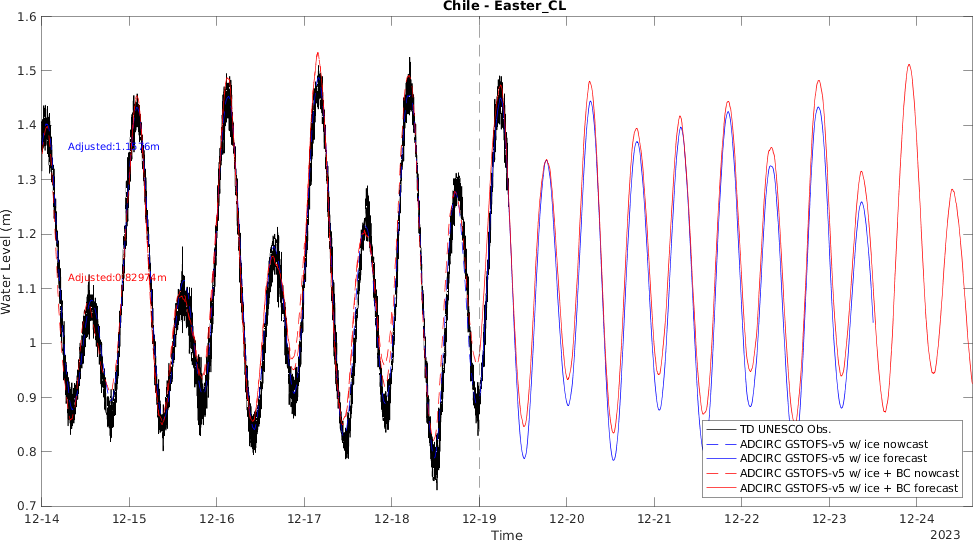 Chile - Easter_CL
Water Level (m)
1.6
1.5
1.4
1.3
1.2
1.1
1
0.9
0.8
0.7
Adjusted:0.82974m
TD UNESCO Obs.
ADCIRC GSTOFS-v5 w/ ice nowcast
ADCIRC GSTOFS-v5 w/ ice forecast
ADCIRC GSTOFS-v5 w/ ice + BC nowcast
ADCIRC GSTOFS-v5 w/ ice + BC forecast
12-14 12-15 12-16 12-17 12-18 12-19 12-20 12-21 12-22 12-23 12-24
Time
2023